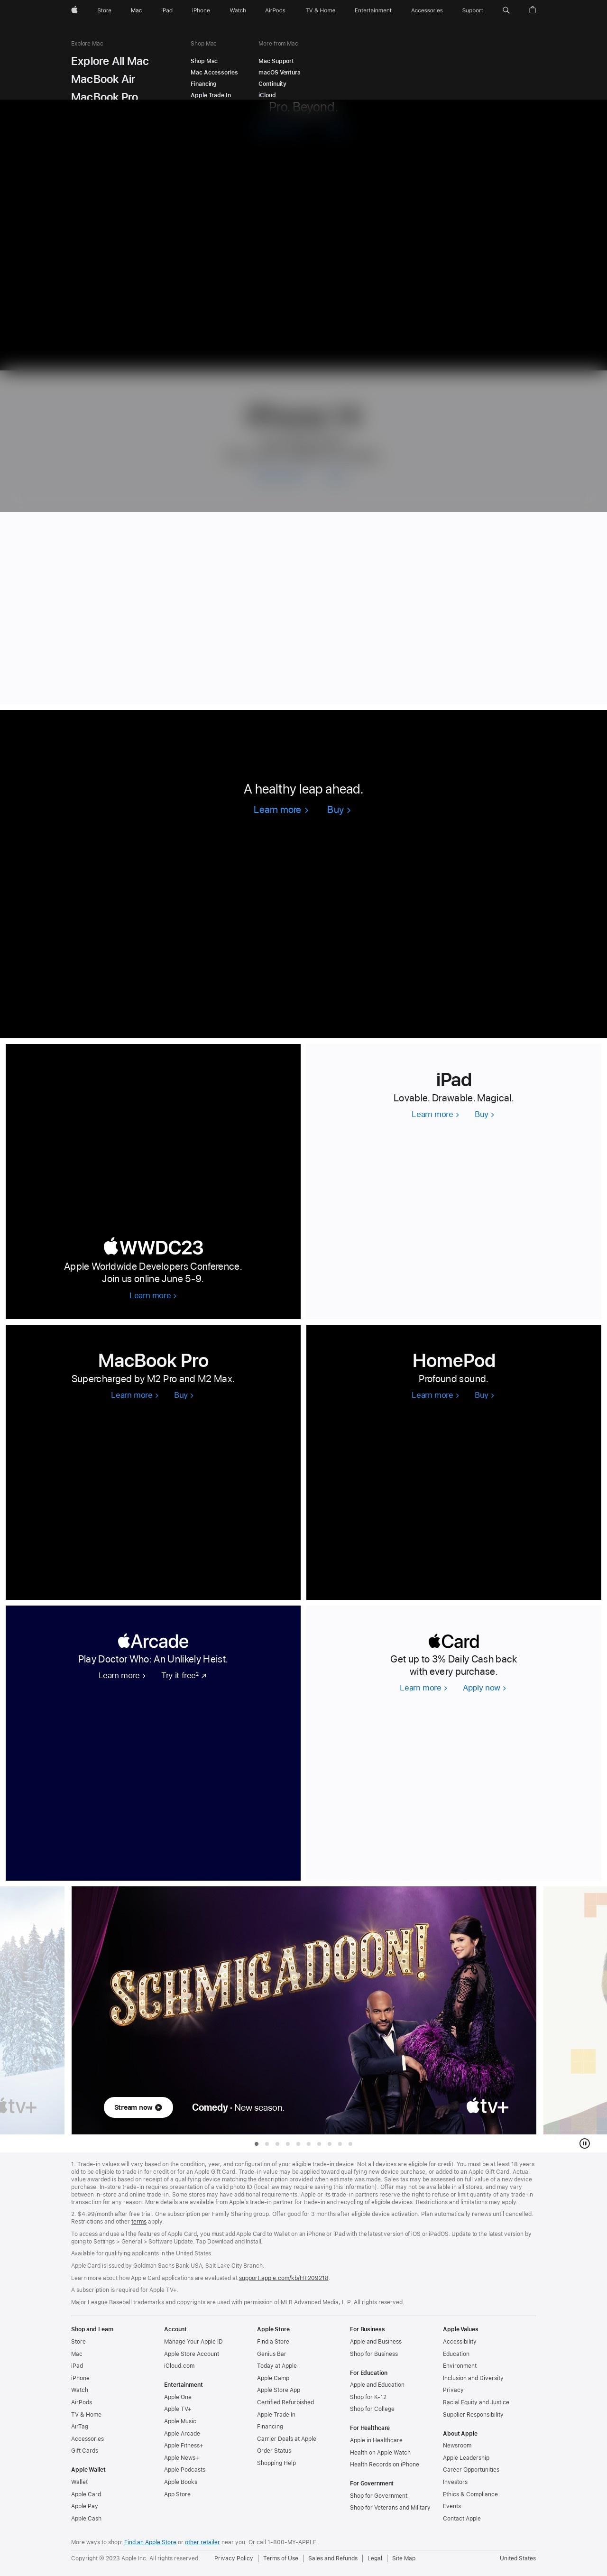 Store Mac iPad iPhone Watch AirPods TV & Home Entertainment Accessories Support
Explore Mac
Explore All Mac
MacBook Air
MacBook Pro
Shop Mac
Shop Mac
Mac Accessories
Financing
Apple Trade In
More from Mac
Mac Support
macOS Ventura
Continuity
iCloud
Pro. Beyond.
A healthy leap ahead.
Learn more > Buy >
WWDC23
Apple Worldwide Developers Conference.
Join us online June 5-9.
Learn more >
iPad
Lovable. Drawable. Magical.
Learn more > Buy >
MacBook Pro
Supercharged by M2 Pro and M2 Max.
Learn more > Buy >
HomePod
Profound sound.
Learn more > Buy >
Arcade
Play Doctor Who: An Unlikely Heist.
Learn more > Try it free² ↗
Card
Get up to 3% Daily Cash back
with every purchase.
Learn more > Apply now >
tv+
SCHMIGADOON!
Stream now
Comedy · New season.
tv+
1. Trade-in values will vary based on the condition, year, and configuration of your eligible trade-in device. Not all devices are eligible for credit. You must be at least 18 years
old to be eligible to trade in for credit or for an Apple Gift Card. Trade-in value may be applied toward qualifying new device purchase, or added to an Apple Gift Card. Actual
value awarded is based on receipt of a qualifying device matching the description provided when estimate was made. Sales tax may be assessed on full value of a new device
purchase. In-store trade-in requires presentation of a valid photo ID (local law may require saving this information). Offer may not be available in all stores, and may vary
between in-store and online trade-in. Some stores may have additional requirements. Apple or its trade-in partners reserve the right to refuse or limit quantity of any trade-in
transaction for any reason. More details are available from Apple's trade-in partner for trade-in and recycling of eligible devices. Restrictions and limitations may apply.
2. $4.99/month after free trial. One subscription per Family Sharing group. Offer good for 3 months after eligible device activation. Plan automatically renews until cancelled.
Restrictions and other terms apply.
To access and use all the features of Apple Card, you must add Apple Card to Wallet on an iPhone or iPad with the latest version of iOS or iPadOS. Update to the latest version by
going to Settings > General > Software Update. Tap Download and Install.
Available for qualifying applicants in the United States.
Apple Card is issued by Goldman Sachs Bank USA, Salt Lake City Branch.
Learn more about how Apple Card applications are evaluated at support.apple.com/kb/HT209218.
A subscription is required for Apple TV+.
Major League Baseball trademarks and copyrights are used with permission of MLB Advanced Media, L.P. All rights reserved.
Shop and Learn
Store
Mac
iPad
iPhone
Watch
AirPods
TV & Home
AirTag
Accessories
Gift Cards
Apple Wallet
Wallet
Apple Card
Apple Pay
Apple Cash
Account
Manage Your Apple ID
Apple Store Account
iCloud.com
Entertainment
Apple One
Apple TV+
Apple Music
Apple Arcade
Apple Fitness+
Apple News+
Apple Podcasts
Apple Books
App Store
Apple Store
Find a Store
Genius Bar
Today at Apple
Apple Camp
Apple Store App
Certified Refurbished
Apple Trade In
Financing
Carrier Deals at Apple
Order Status
Shopping Help
For Business
Apple and Business
Shop for Business
For Education
Apple and Education
Shop for K-12
Shop for College
For Healthcare
Apple in Healthcare
Health on Apple Watch
Health Records on iPhone
For Government
Shop for Government
Shop for Veterans and Military
Apple Values
Accessibility
Education
Environment
Inclusion and Diversity
Privacy
Racial Equity and Justice
Supplier Responsibility
About Apple
Newsroom
Apple Leadership
Career Opportunities
Investors
Ethics & Compliance
Events
Contact Apple
More ways to shop: Find an Apple Store or other retailer near you. Or call 1-800-MY-APPLE.
Copyright © 2023 Apple Inc. All rights reserved. Privacy Policy | Terms of Use | Sales and Refunds | Legal | Site Map United States